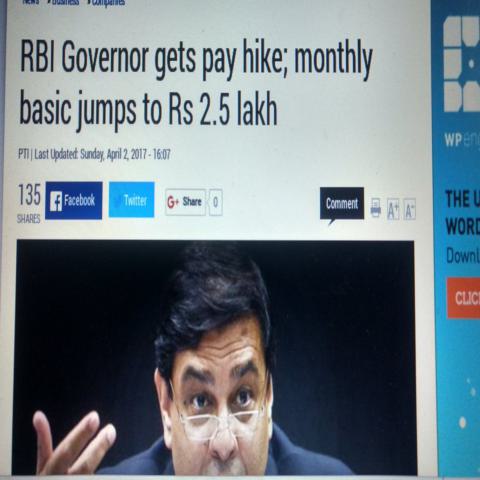 News Business Companies
RBI Governor gets pay hike; monthly
basic jumps to Rs 2.5 lakh
PTI | Last Updated: Sunday, April 2, 2017 - 16:07
135
SHARES
Facebook
Twitter
G+ Share
0
Comment
A+
A-
WP
THE
WORD
Downl
CLIC